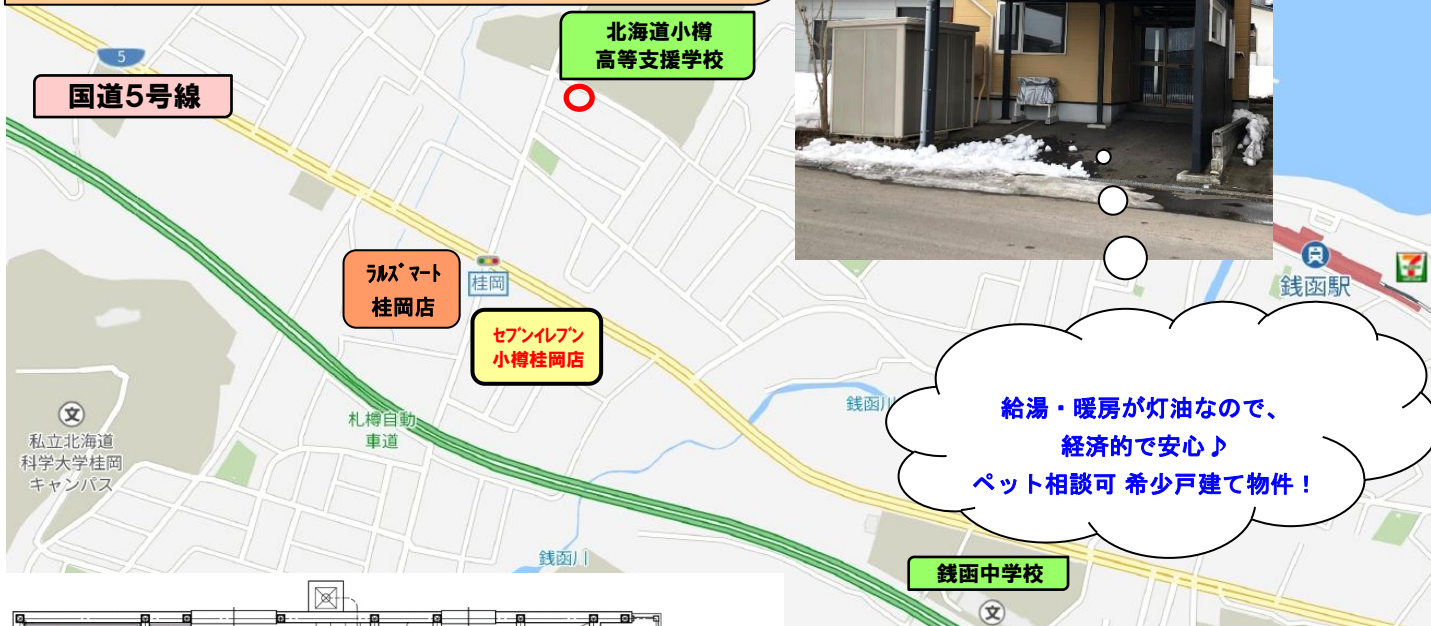 北海道小樽
高等支援学校
5
国道5号線
ﾗﾙｽﾞﾏｰﾄ
桂岡店
桂岡
ｾﾌﾞﾝｲﾚﾌﾞﾝ
小樽桂岡店
銭函駅
札樽自動
車道
文
私立北海道
科学大学桂岡
キャンパス
銭函川
給湯・暖房が灯油なので、
経済的で安心♪
ペット相談可 希少戸建て物件！
銭函川
銭函中学校
文